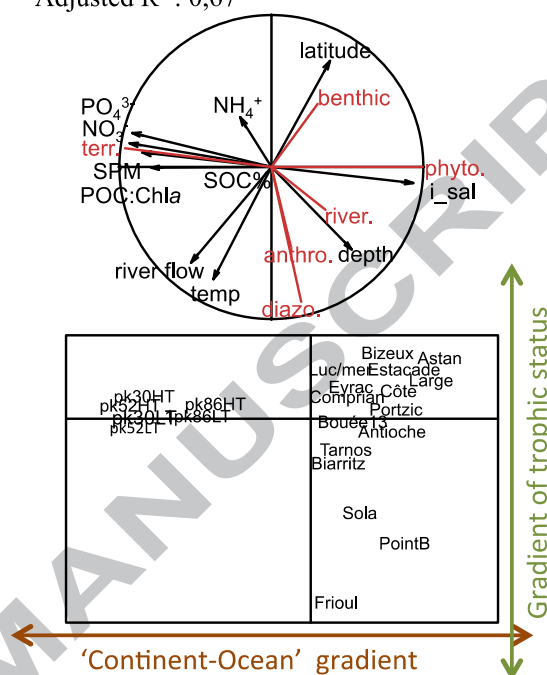 Adjusted R² : 0,67
latitude
benthic
NH₄⁺
PO₄³⁻
NO₃⁻
terr.
SPM
SOC%
phyto.
POC:Chla
i_sal
river.
anthro. depth
river flow
temp
diazo.
Bizeux
Astan
Luc/mer Estacade
Large
Eyrac Côte
Comprian
Portzic
pk30HT
pk52HT pk86HT
pk30LT pk86LT
pk52LT
Bouée13
Antioche
Tarnos
Biarritz
Sola
PointB
Frioul
Gradient of trophic status
'Continent-Ocean' gradient
MANUSCRIP